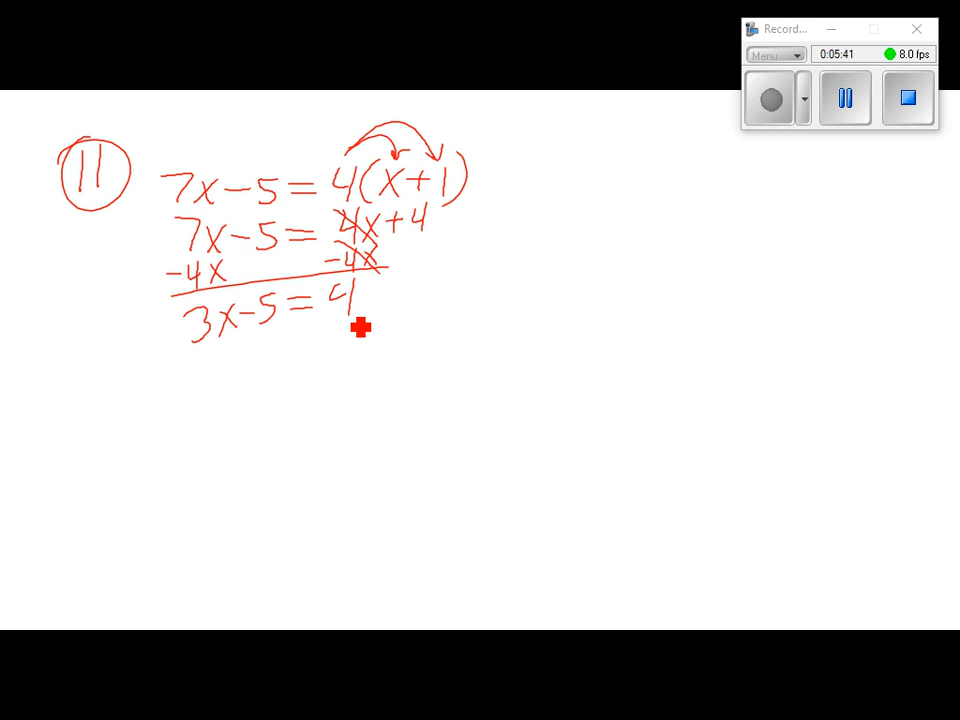 Record...
Menu
0:05:41
8.0 fps
11
7x-5=4(x+1)
7x-5=4x+4
-4x -4x
3x-5=4